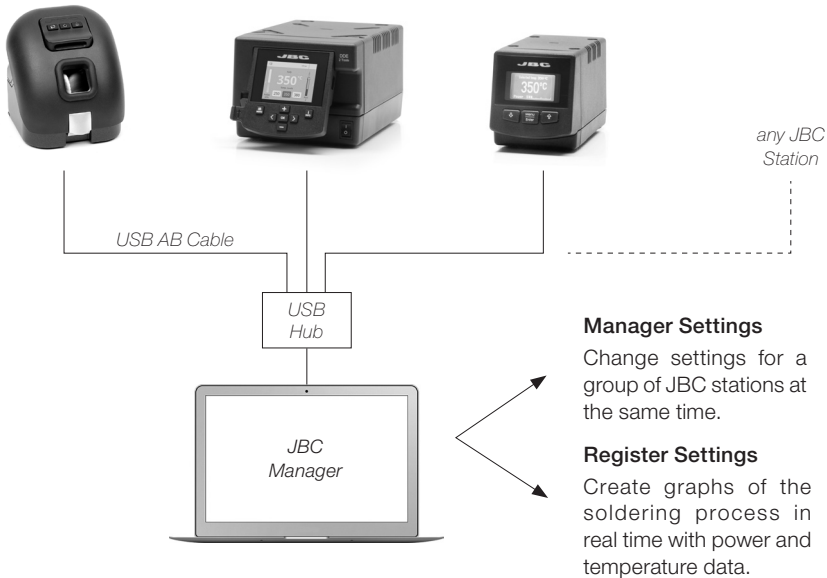 JBC
350°
JBC
350°C
any JBC
Station
USB AB Cable
USB
Hub
JBC
Manager
Manager Settings
Change settings for a
group of JBC stations at
the same time.
Register Settings
Create graphs of the
soldering process in
real time with power and
temperature data.